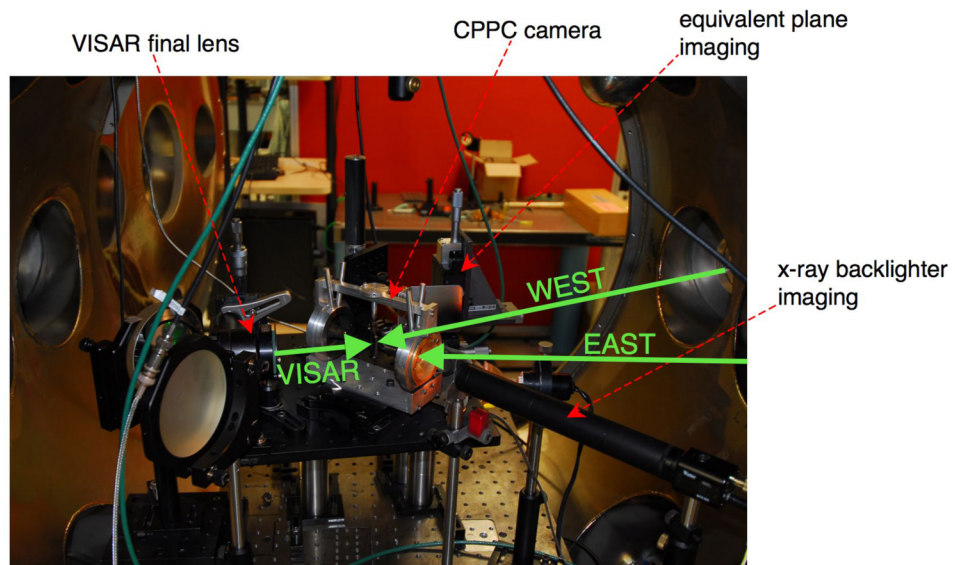 equivalent plane
imaging
CPPC camera
VISAR final lens
x-ray backlighter
imaging
WEST
EAST
VISAR